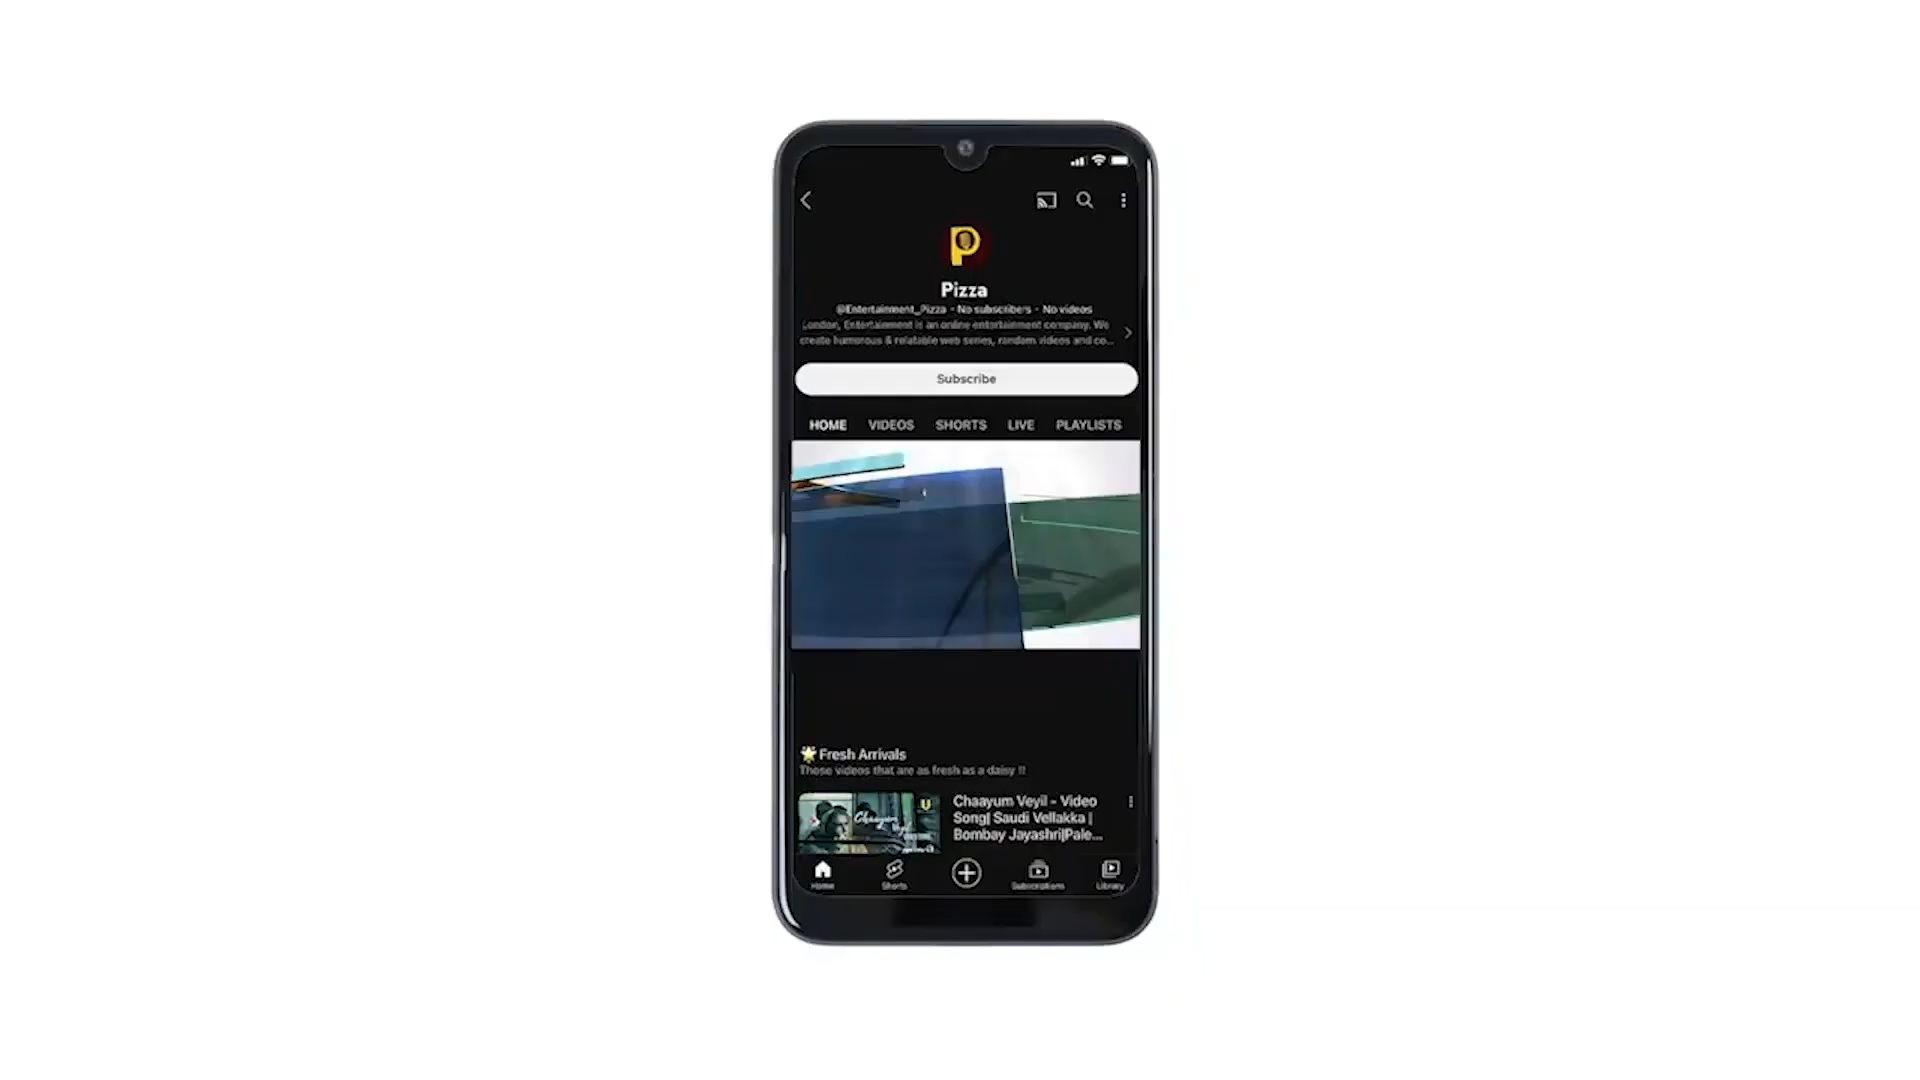 P
Pizza
@Entertainment_Pizza - No subscribers - No videos
London, Entertainment is an online entertainment company. We
create humorous & relatable web series, random videos and co...
Subscribe
HOME VIDEOS SHORTS LIVE PLAYLISTS
Fresh Arrivals
These videos that are as fresh as a daisy !!
Chaayum Veyil - Video
Song| Saudi Vellakka |
Bombay Jayashri|Pale...
Home Shorts Subscriptions Library